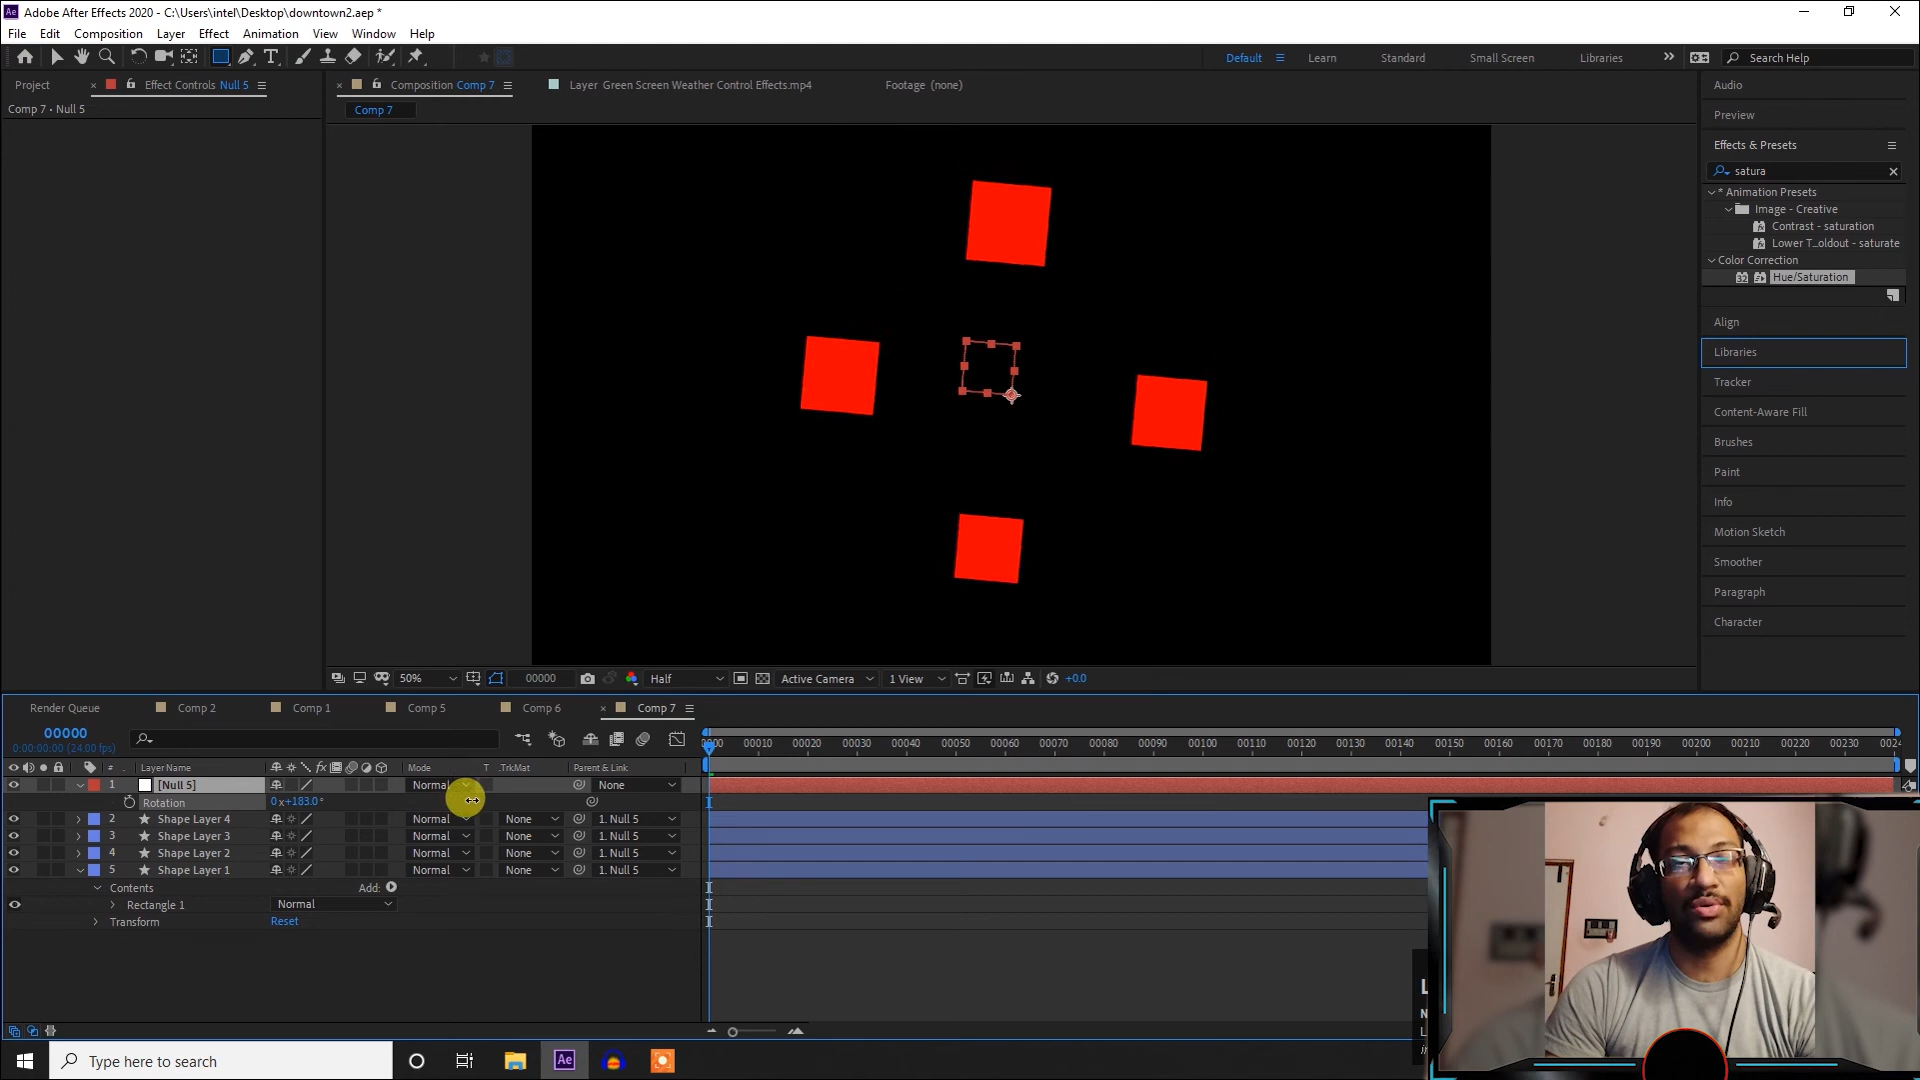 Adobe After Effects 2020 - C:\Users\intel\Desktop\downtown2.aep *
File Edit Composition Layer Effect Animation View Window Help
Default Learn Standard Small Screen Libraries Search Help
Project Effect Controls Null 5 Composition Comp 7 Layer Green Screen Weather Control Effects.mp4 Footage (none) Audio
Comp 7 • Null 5 Comp 7
Preview
Effects & Presets
satura
* Animation Presets
Image - Creative
Contrast - saturation
Lower T...oldout - saturate
Color Correction
32 Hue/Saturation
Align
Libraries
Tracker
Content-Aware Fill
Brushes
Paint
Info
Motion Sketch
Smoother
Paragraph
Character
50% 00000 Half Active Camera 1 View +0.0
Render Queue Comp 2 Comp 1 Comp 5 Comp 6 Comp 7
00000
0:00:00:00 (24.00 fps)
0000 00010 00020 00030 00040 00050 00060 00070 00080 00090 00100 00110 00120 00130 00140 00150 00160 00170 00180 00190 00200 00210 00220 00230 0024
# Layer Name fx Mode T .TrkMat Parent & Link
1 [Null 5] Normal None
Rotation 0x+183.0°
2 Shape Layer 4 Normal None 1. Null 5
3 Shape Layer 3 Normal None 1. Null 5
4 Shape Layer 2 Normal None 1. Null 5
5 Shape Layer 1 Normal None 1. Null 5
Contents Add:
Rectangle 1 Normal
Transform Reset
Type here to search Ae